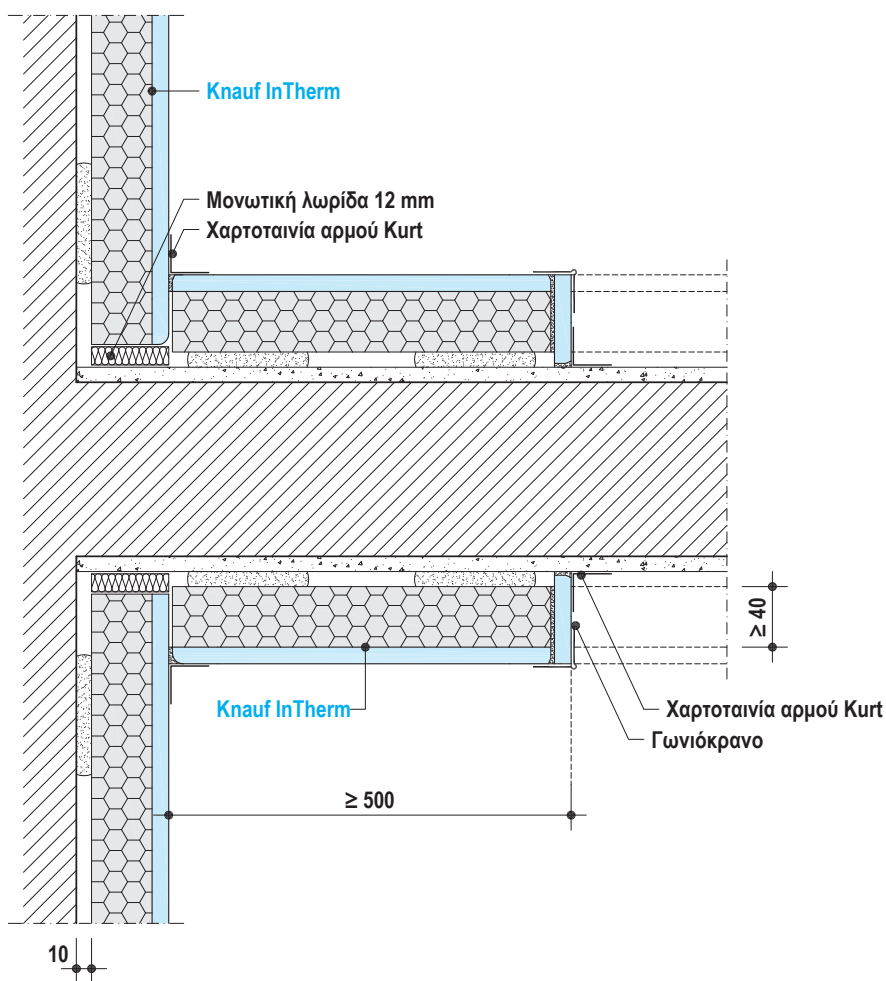 Knauf InTherm
Μονωτική λωρίδα 12 mm
Χαρτοταινία αρμού Kurt
≥ 40
Knauf InTherm
Χαρτοταινία αρμού Kurt
Γωνιόκρανο
≥ 500
10